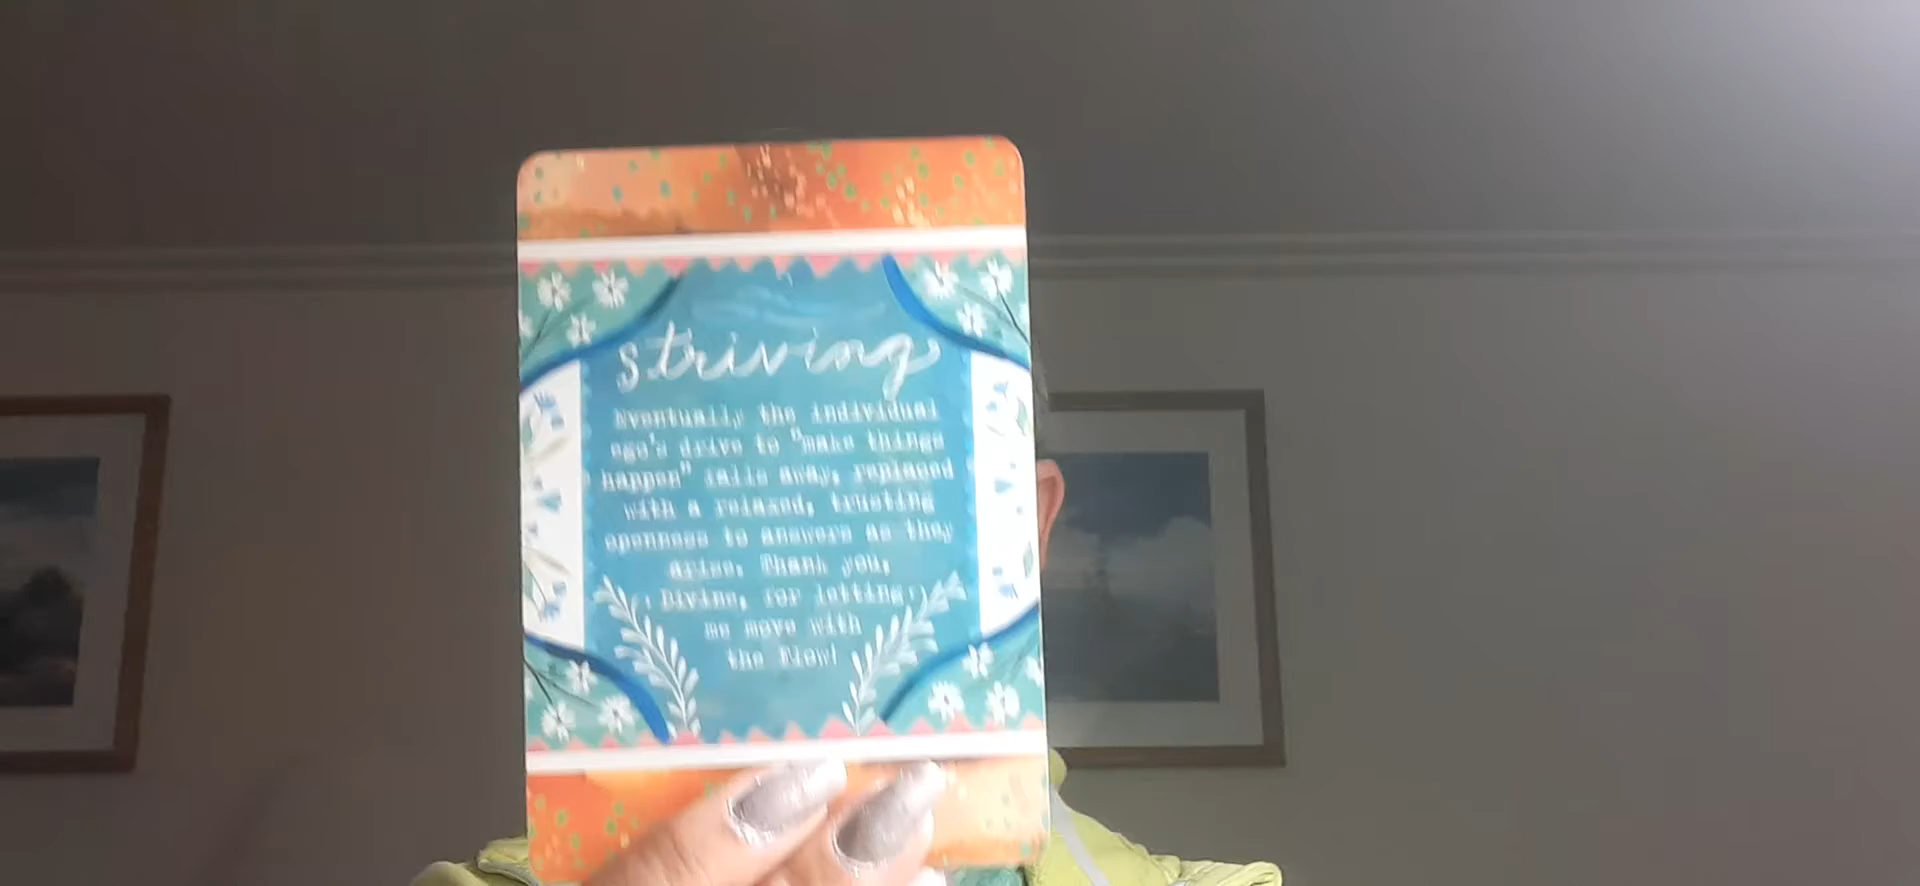 striving
Eventually the individual
ego's drive to "make things
happen" falls away, replaced
with a relaxed, trusting
openness to answers as they
arise. Thank you,
Divine, for letting
me move with
the Flow!